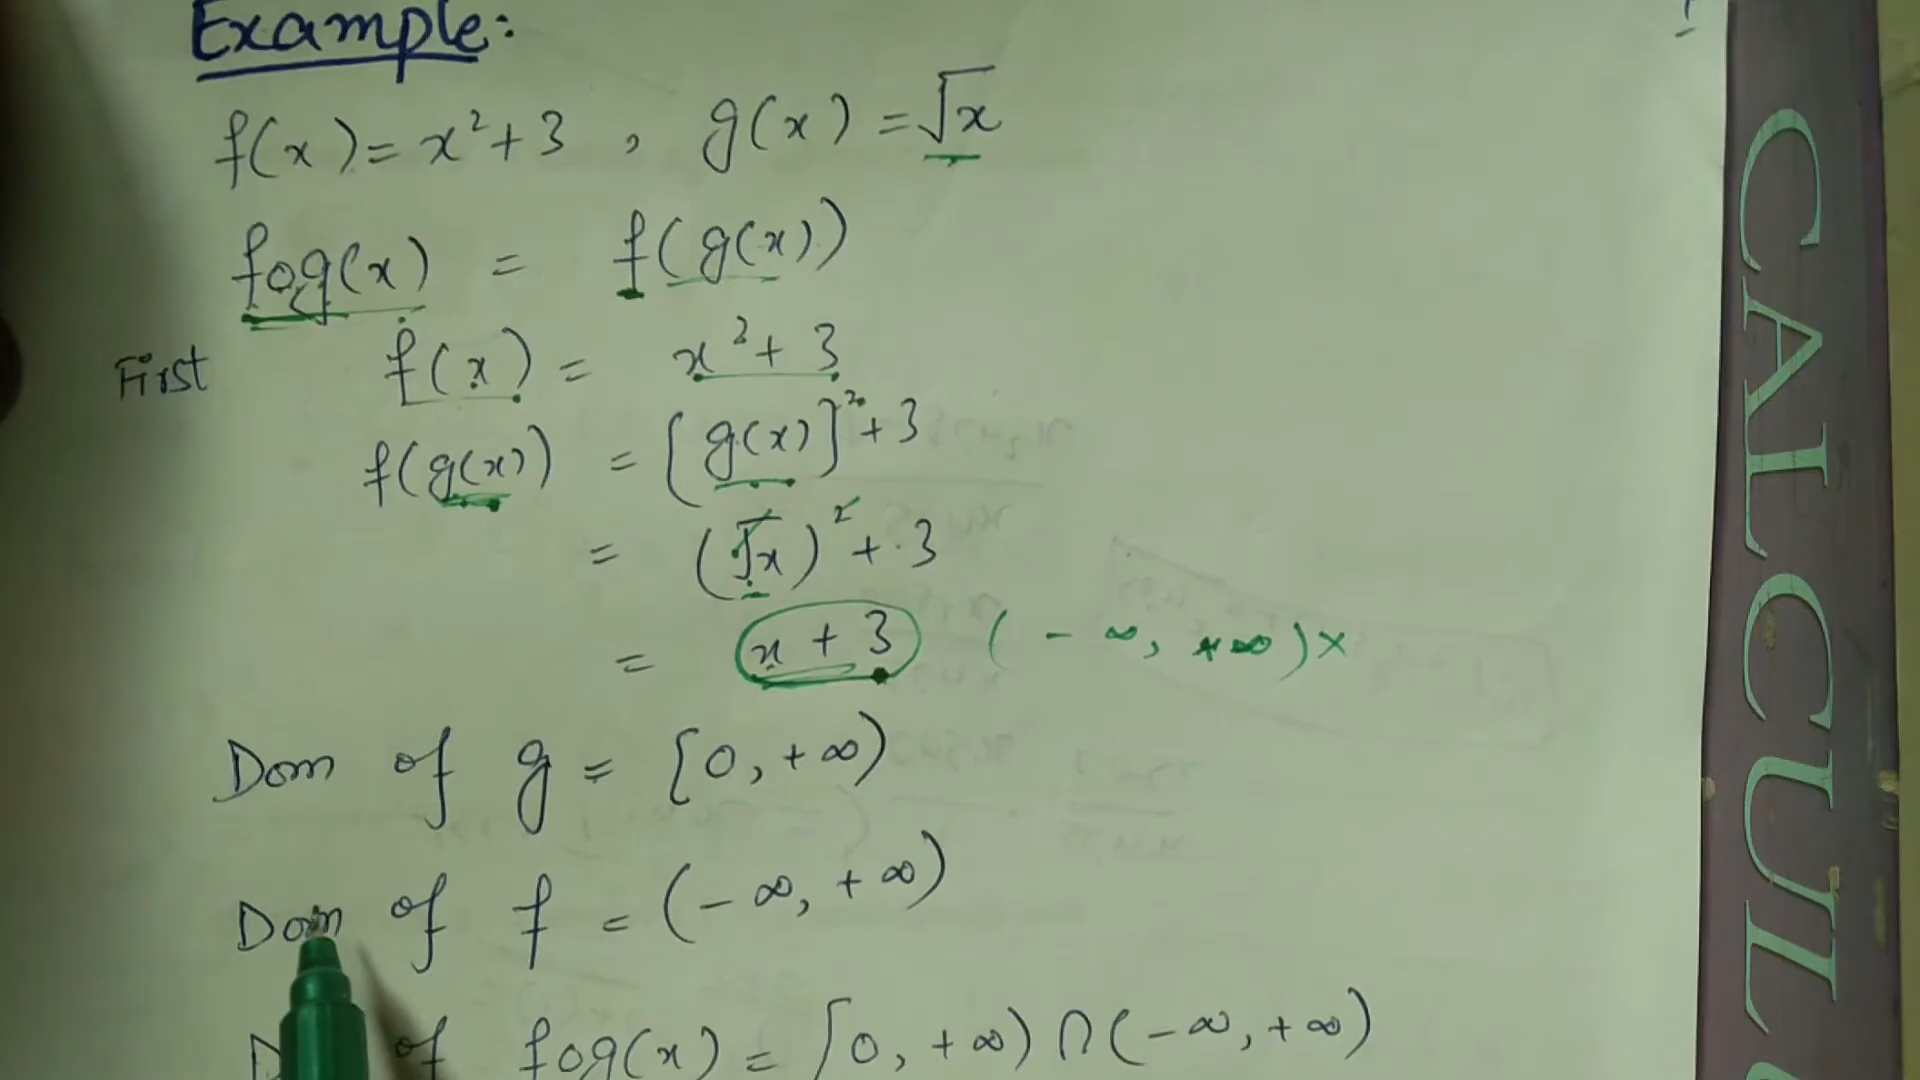 Example:
f(x) = x² + 3 , g(x) = √x
fog(x) = f(g(x))
First f(x) = x² + 3
f(g(x)) = [g(x)]² + 3
= (√x)² + 3
= x + 3 (-∞, +∞) ×
Dom of g = [0, +∞)
Dom of f = (-∞, +∞)
of fog(x) = [0, +∞) ∩ (-∞, +∞)
CALCUL